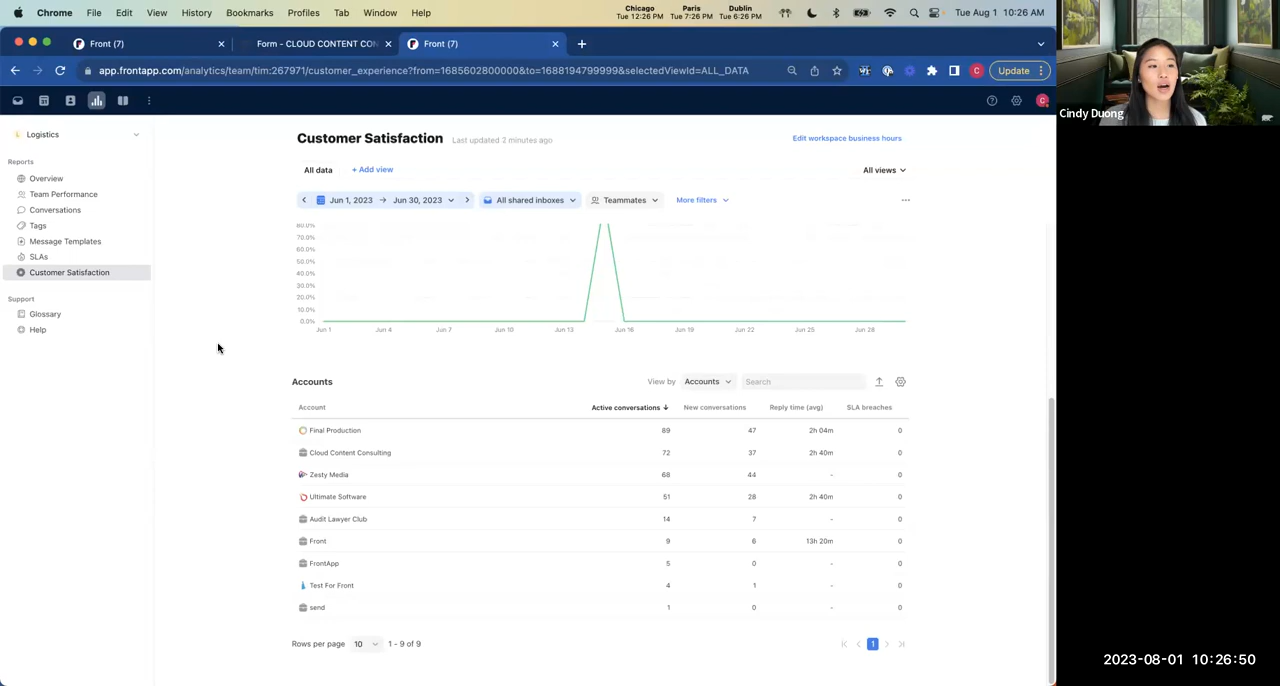 Chrome File Edit View History Bookmarks Profiles Tab Window Help
Chicago Tue 12:26 PM Paris Tue 7:26 PM Dublin Tue 6:26 PM Tue Aug 1 10:26 AM
Front (7) Form - CLOUD CONTENT CON Front (7)
app.frontapp.com/analytics/team/tim:267971/customer_experience?from=1685602800000&to=1688194799999&selectedViewId=ALL_DATA C Update
C
Cindy Duong
Logistics
Reports
Overview
Team Performance
Conversations
Tags
Message Templates
SLAs
Customer Satisfaction
Support
Glossary
Help
Customer Satisfaction Last updated 2 minutes ago Edit workspace business hours
All data + Add view All views
Jun 1, 2023 → Jun 30, 2023 All shared inboxes Teammates More filters
80.0%
70.0%
60.0%
50.0%
40.0%
30.0%
20.0%
10.0%
0.0%
Jun 1 Jun 4 Jun 7 Jun 10 Jun 13 Jun 16 Jun 19 Jun 22 Jun 25 Jun 28
Accounts View by Accounts Search
Account Active conversations ↓ New conversations Reply time (avg) SLA breaches
Final Production 89 47 2h 04m 0
Cloud Content Consulting 72 37 2h 40m 0
Zesty Media 68 44 - 0
Ultimate Software 51 28 2h 40m 0
Audit Lawyer Club 14 7 - 0
Front 9 6 13h 20m 0
FrontApp 5 0 - 0
Test For Front 4 1 - 0
send 1 0 - 0
Rows per page 10 1 - 9 of 9 1
2023-08-01 10:26:50